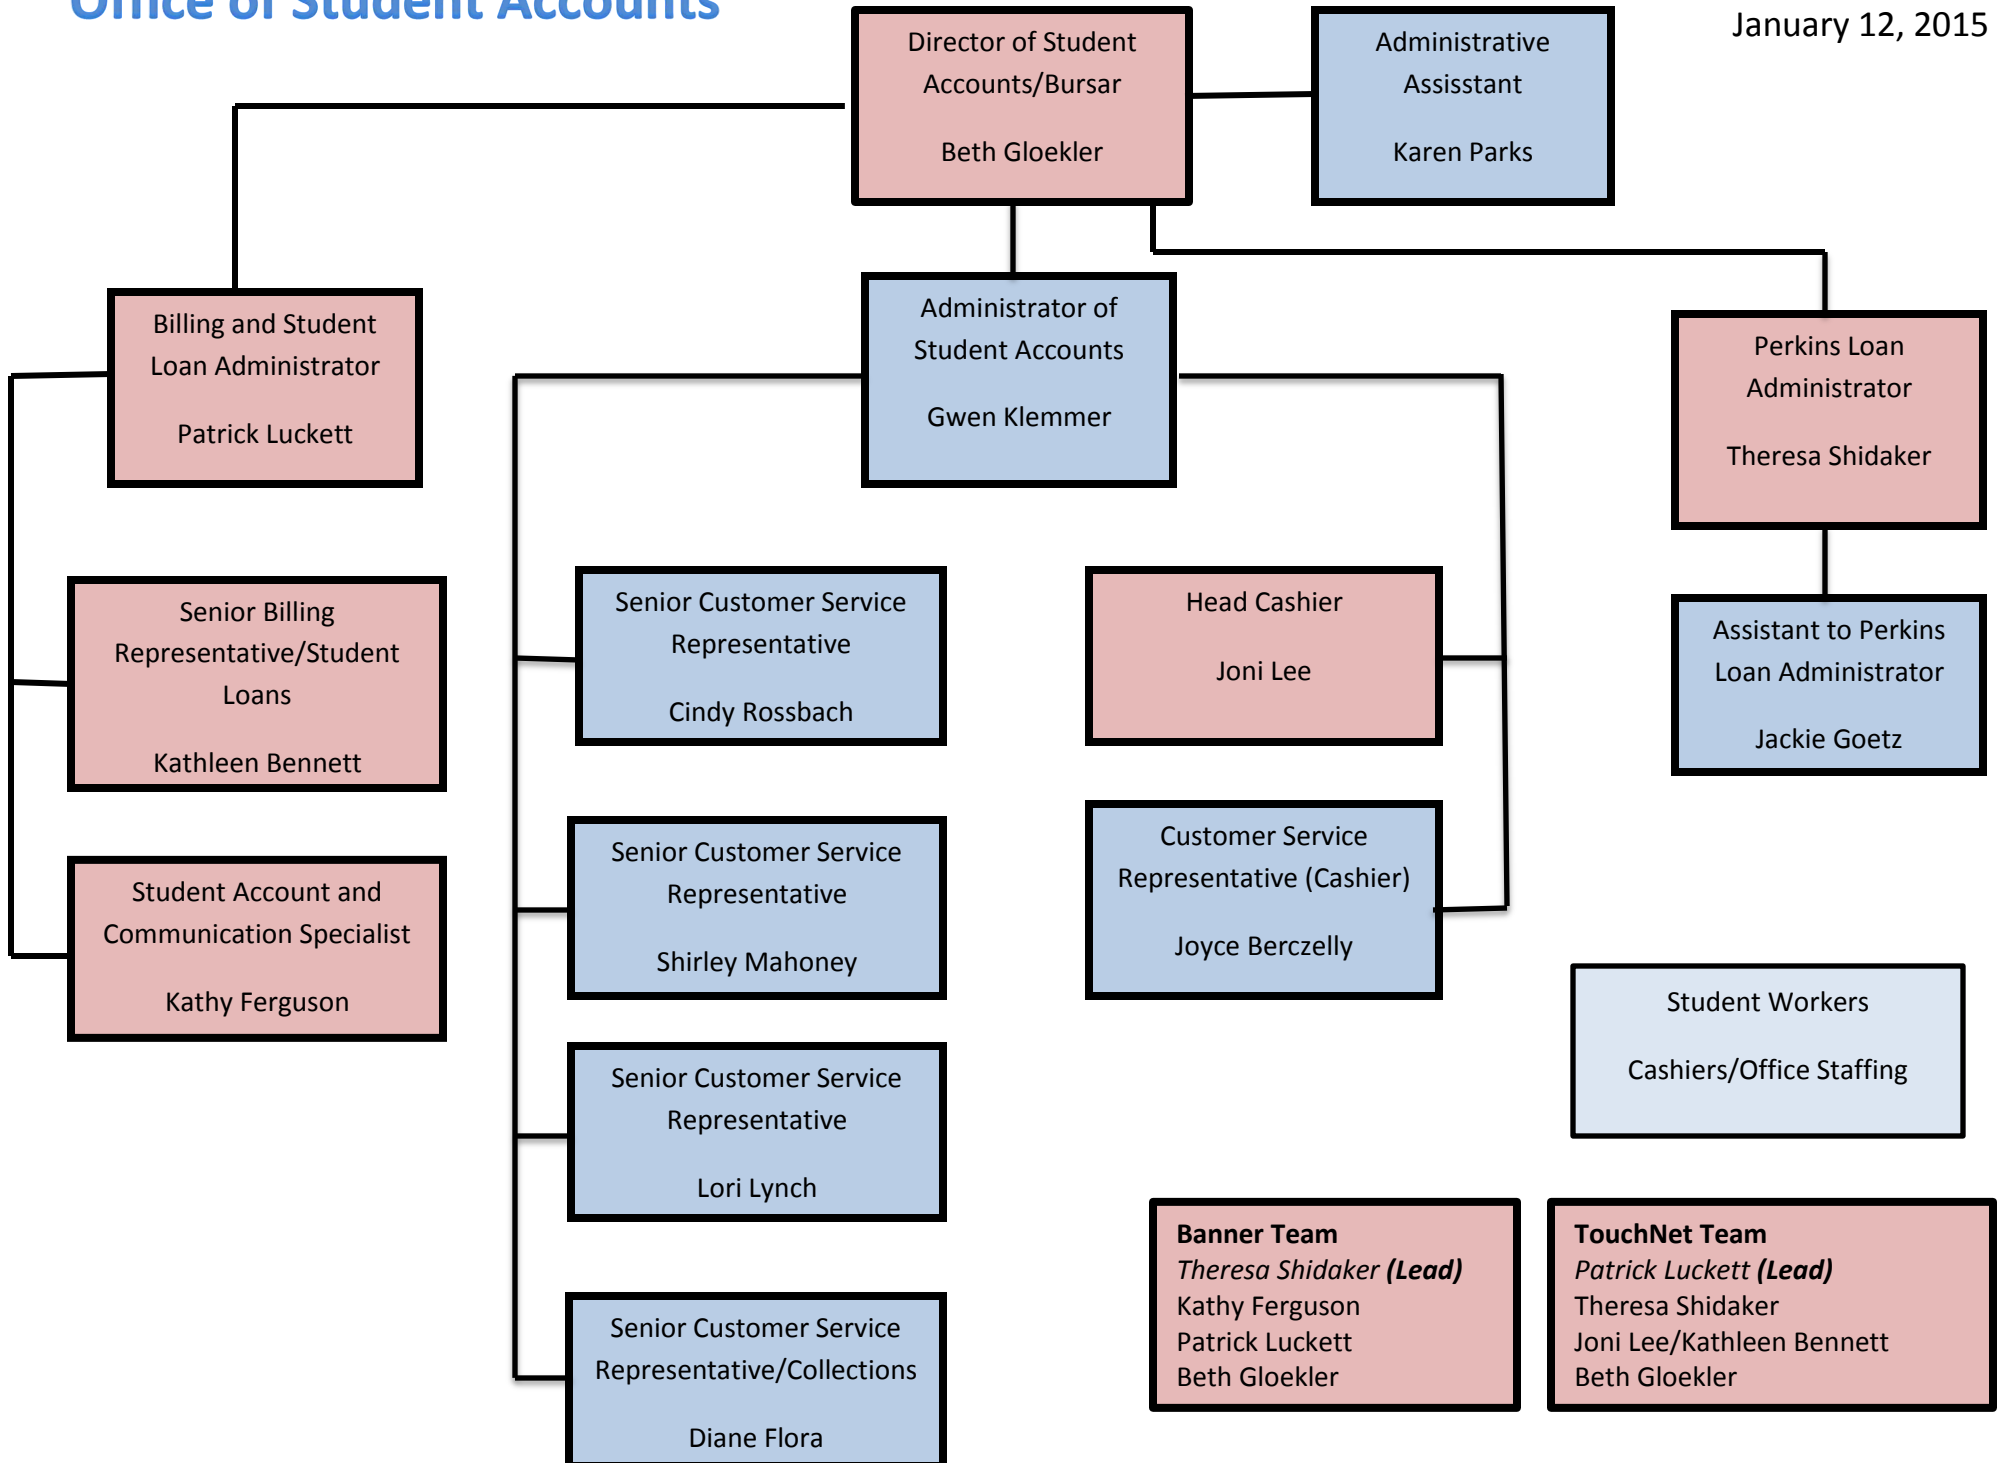 Office of Student Accounts
January 12, 2015
Director of Student
Accounts/Bursar
Beth Gloekler
Administrative
Assisstant
Karen Parks
Billing and Student
Loan Administrator
Patrick Luckett
Administrator of
Student Accounts
Gwen Klemmer
Perkins Loan
Administrator
Theresa Shidaker
Senior Billing
Representative/Student
Loans
Kathleen Bennett
Senior Customer Service
Representative
Cindy Rossbach
Head Cashier
Joni Lee
Assistant to Perkins
Loan Administrator
Jackie Goetz
Student Account and
Communication Specialist
Kathy Ferguson
Senior Customer Service
Representative
Shirley Mahoney
Customer Service
Representative (Cashier)
Joyce Berczelly
Student Workers
Cashiers/Office Staffing
Senior Customer Service
Representative
Lori Lynch
Senior Customer Service
Representative/Collections
Diane Flora
Banner Team
Theresa Shidaker (Lead)
Kathy Ferguson
Patrick Luckett
Beth Gloekler
TouchNet Team
Patrick Luckett (Lead)
Theresa Shidaker
Joni Lee/Kathleen Bennett
Beth Gloekler